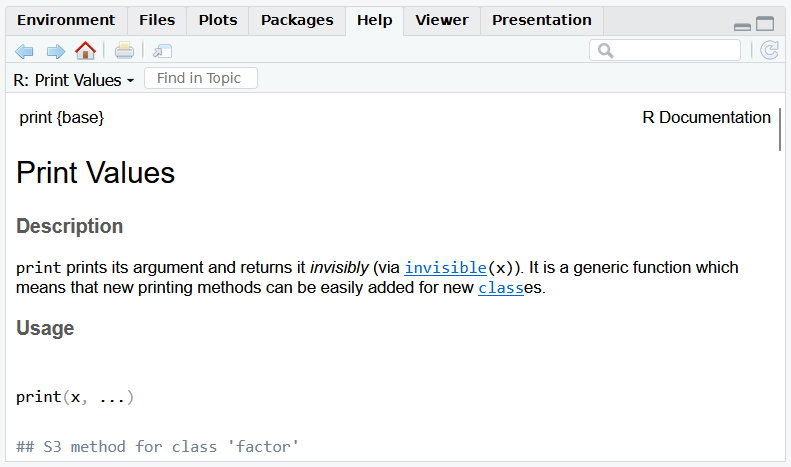 Environment Files Plots Packages Help Viewer Presentation
R: Print Values Find in Topic
print {base} R Documentation
Print Values
Description
print prints its argument and returns it invisibly (via invisible(x)). It is a generic function which
means that new printing methods can be easily added for new classes.
Usage
print(x, ...)
## S3 method for class 'factor'